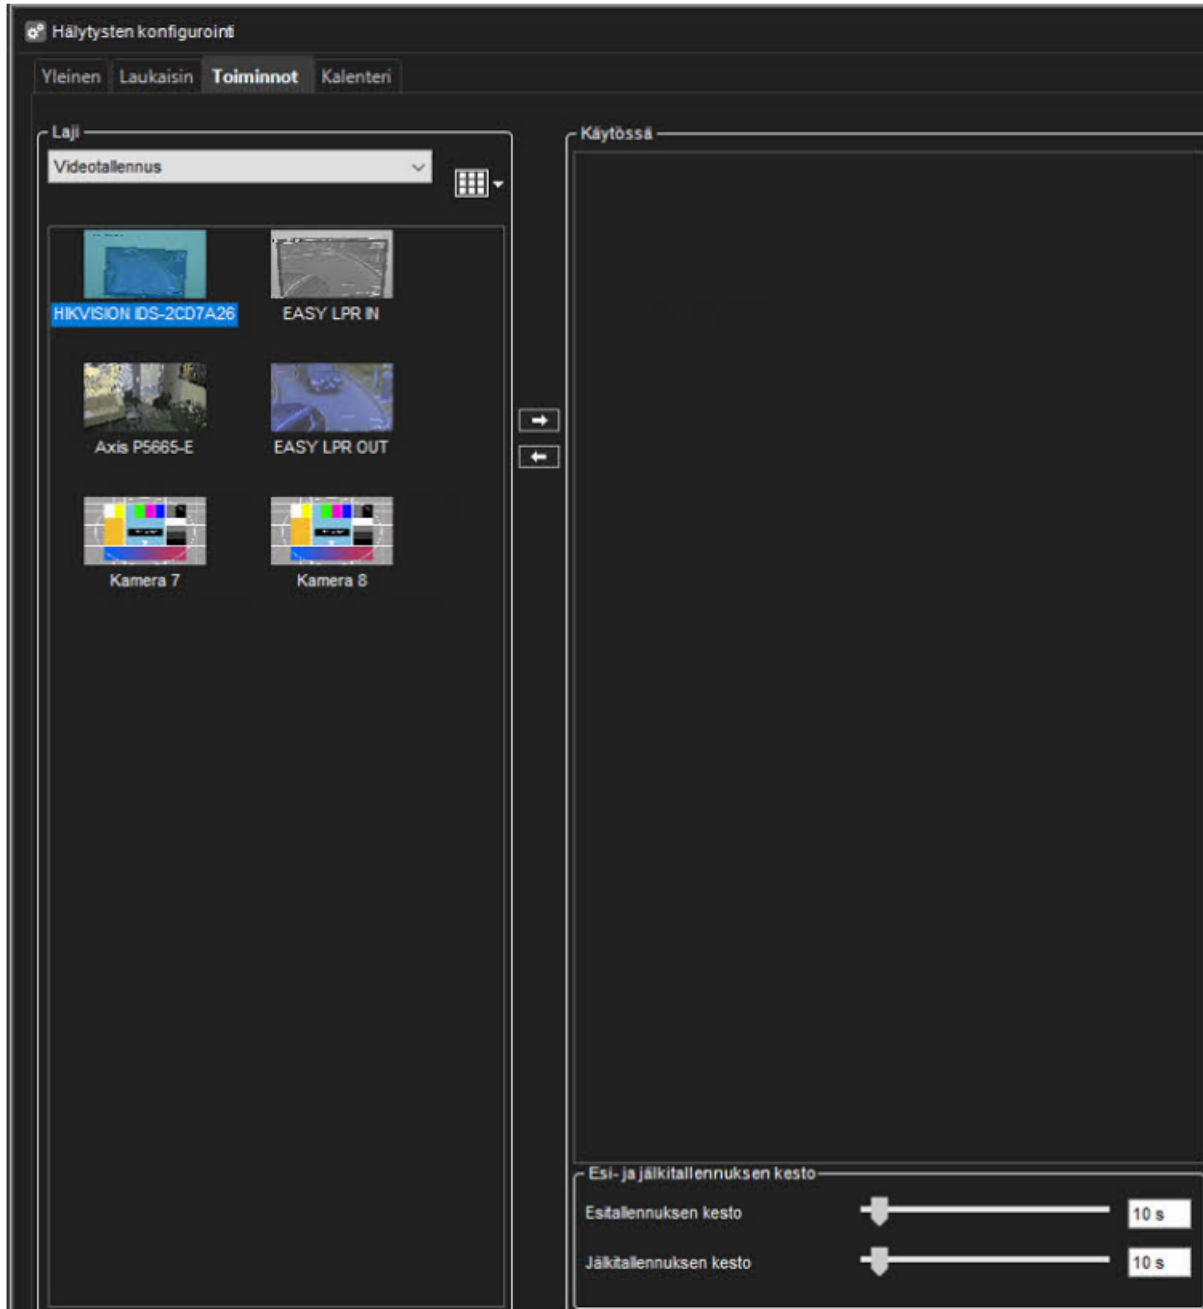 Hälytysten konfigurointi
Yleinen Laukaisin Toiminnot Kalenteri
Laji
Videotallennus
HIKVISION IDS-2CD7A26 EASY LPR IN
Axis P5665-E EASY LPR OUT
Kamera 7 Kamera 8
Käytössä
Esi- ja jälkitallennuksen kesto
Esitallennuksen kesto 10 s
Jälkitallennuksen kesto 10 s